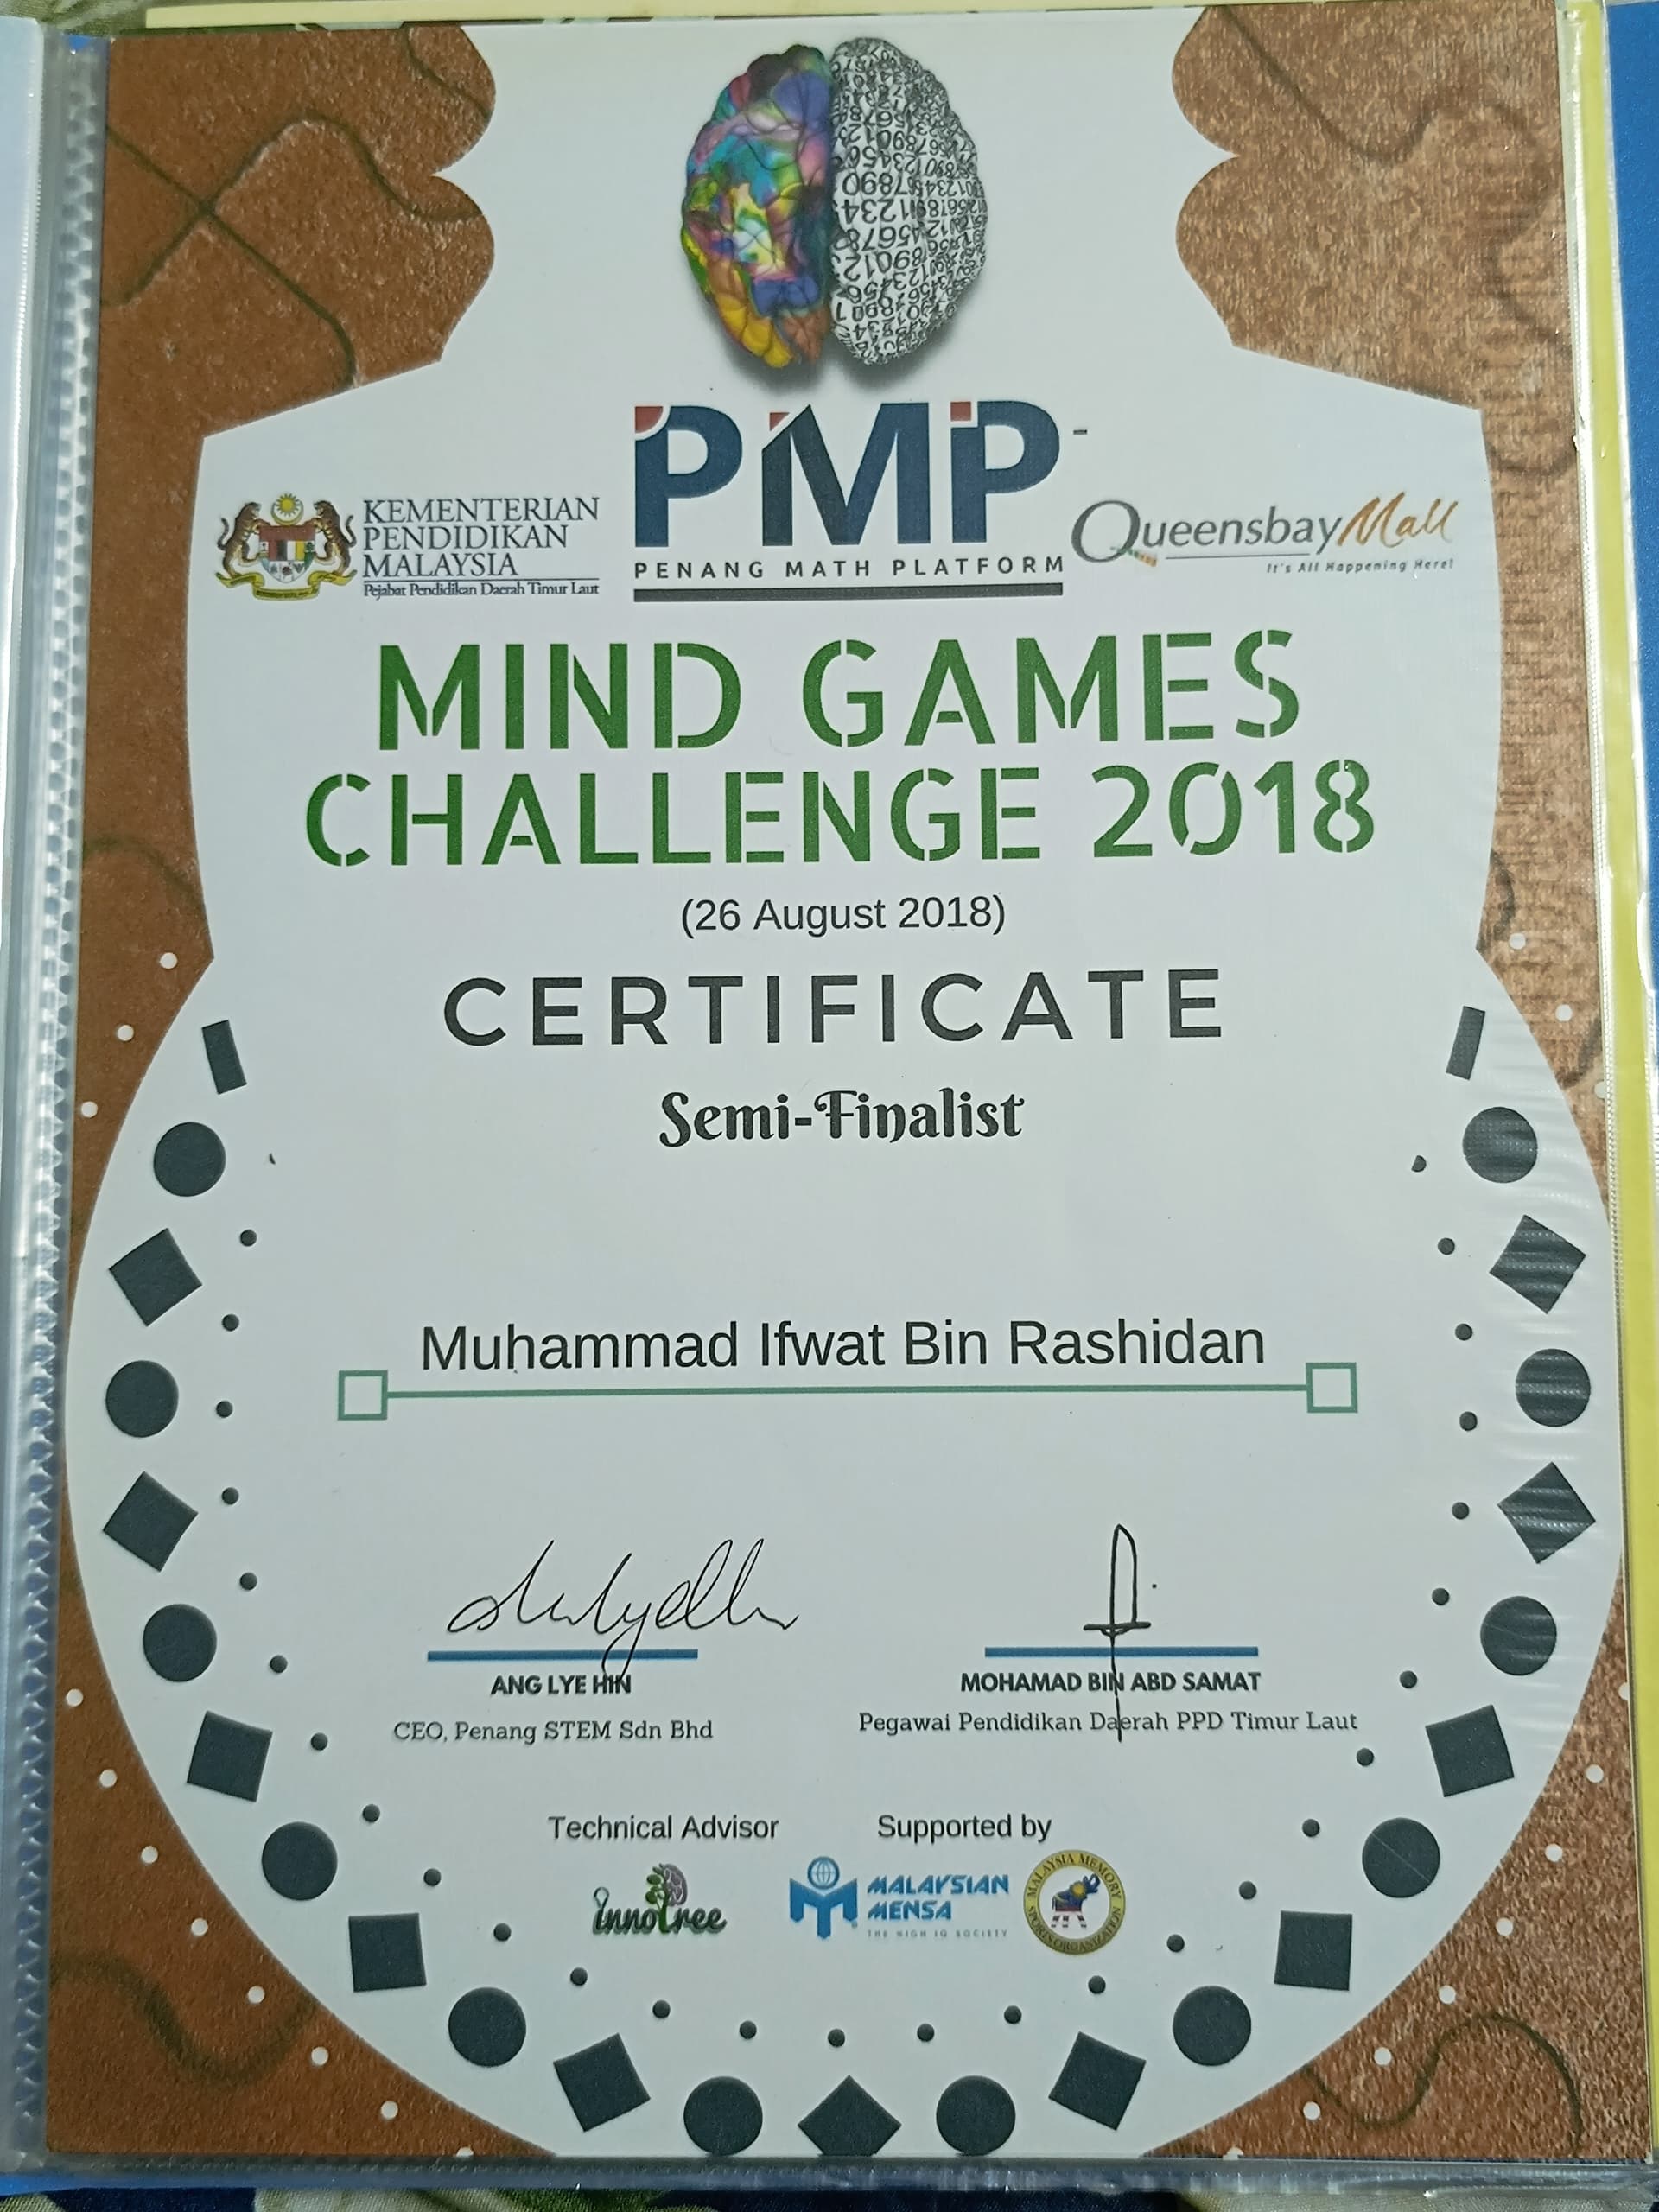 PMP
PENANG MATH PLATFORM
KEMENTERIAN
PENDIDIKAN
MALAYSIA
Pejabat Pendidikan Daerah Timur Laut
Queensbay Mall
It's All Happening Here!
MIND GAMES
CHALLENGE 2018
(26 August 2018)
CERTIFICATE
Semi-Finalist
Muhammad Ifwat Bin Rashidan
ANG LYE HIN
CEO, Penang STEM Sdn Bhd
MOHAMAD BIN ABD SAMAT
Pegawai Pendidikan Daerah PPD Timur Laut
Technical Advisor
Supported by
innotree
MALAYSIAN
MENSA
THE HIGH IQ SOCIETY
MALAYSIA MEMORY
SPORTS ORGANIZATION